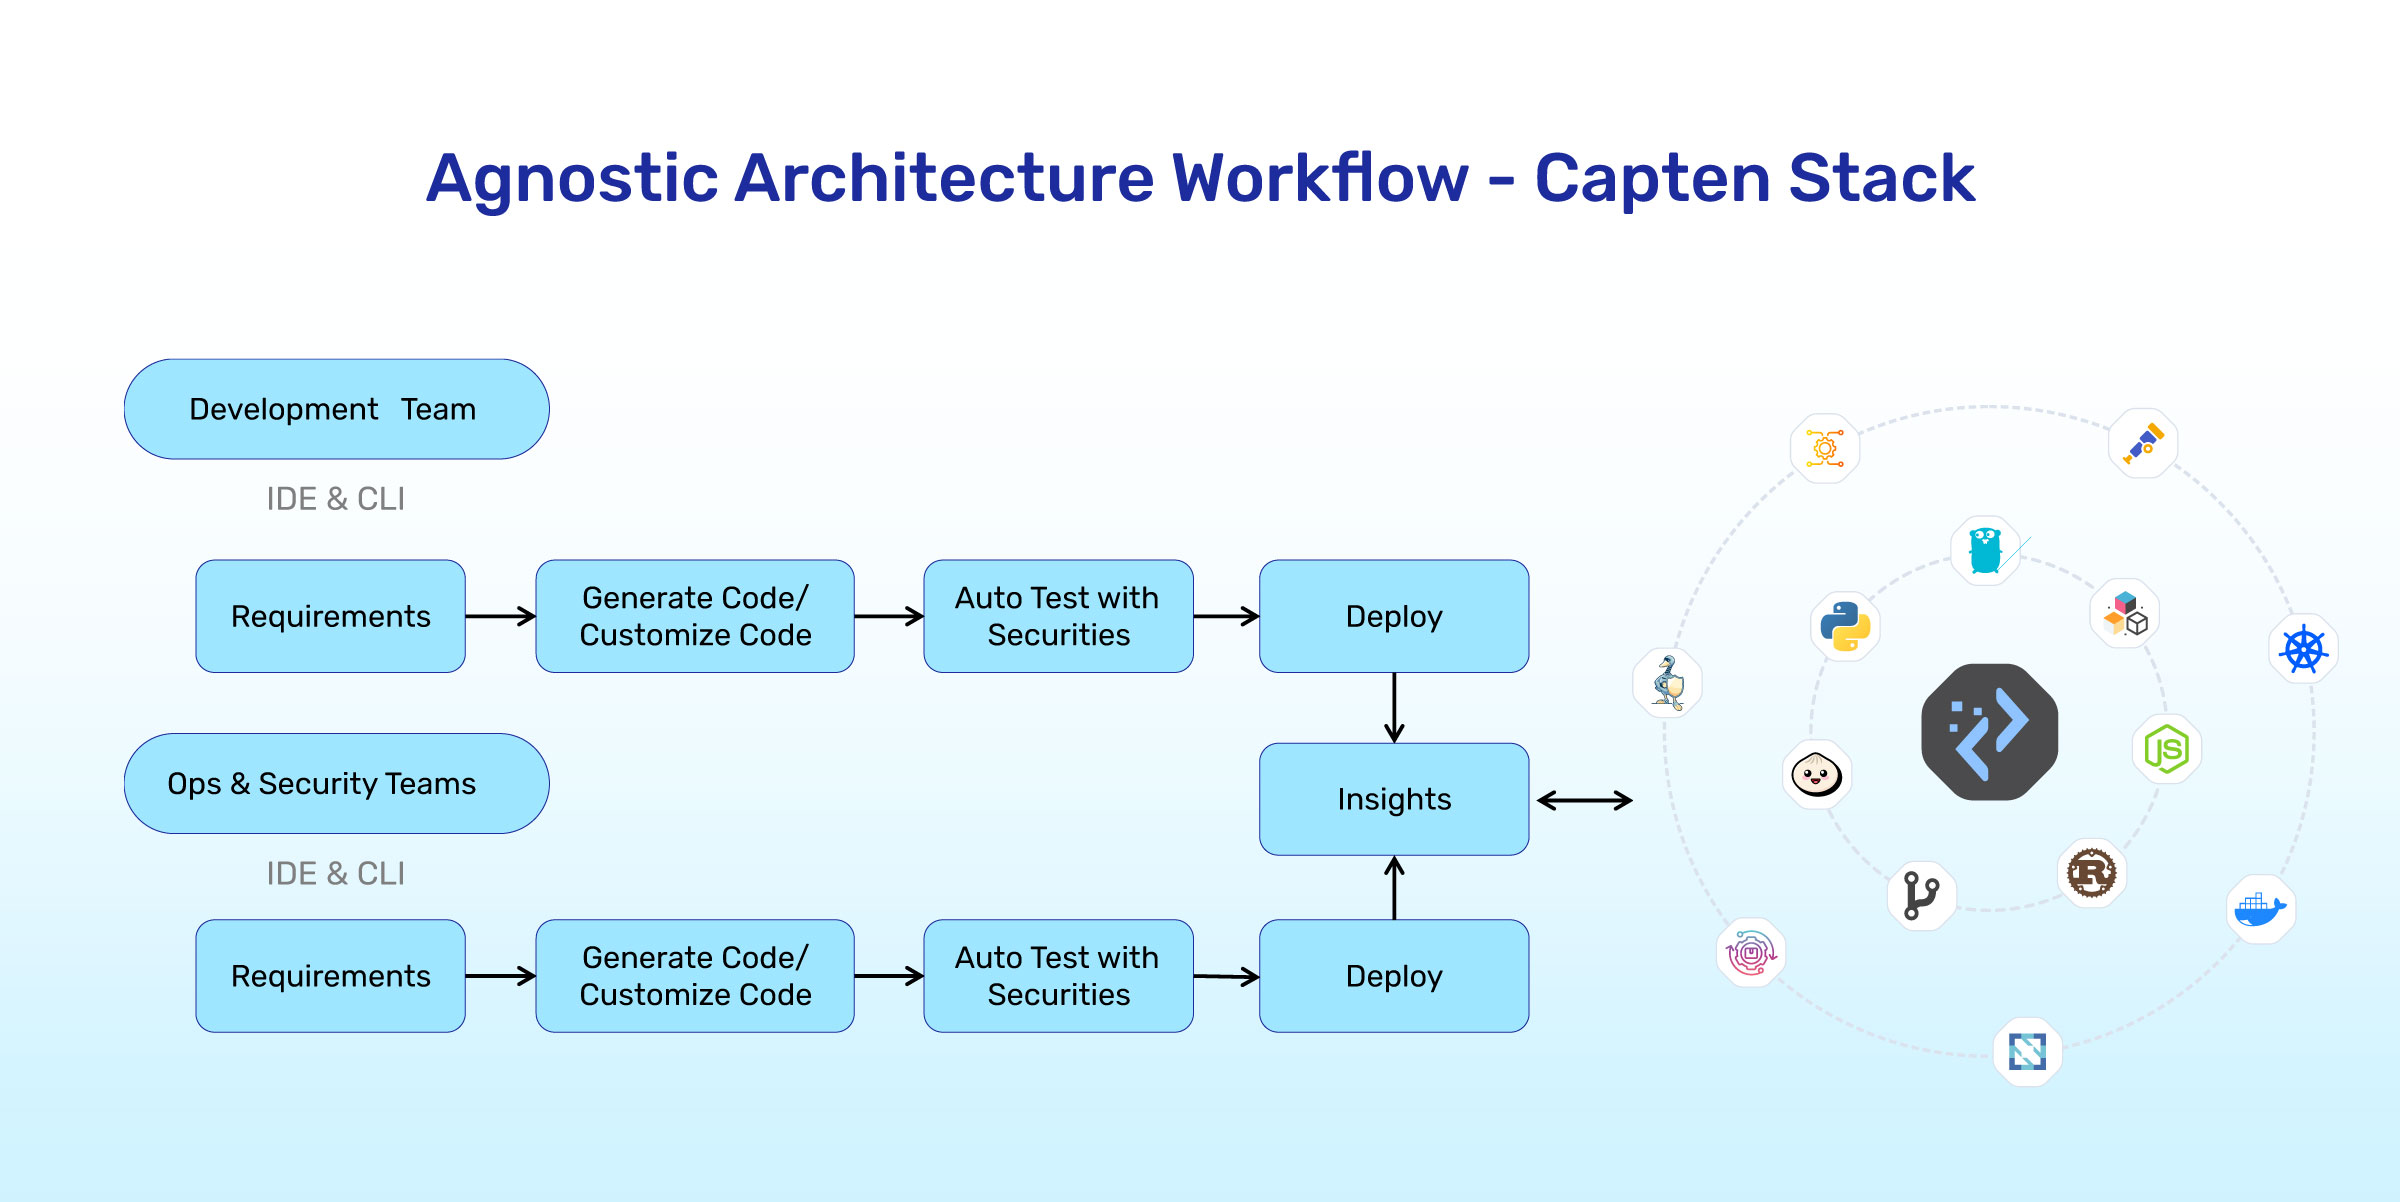 Agnostic Architecture Workflow - Capten Stack
Development Team
IDE & CLI
Requirements
Generate Code/
Customize Code
Auto Test with
Securities
Deploy
Ops & Security Teams
Insights
IDE & CLI
Requirements
Generate Code/
Customize Code
Auto Test with
Securities
Deploy
JS
R